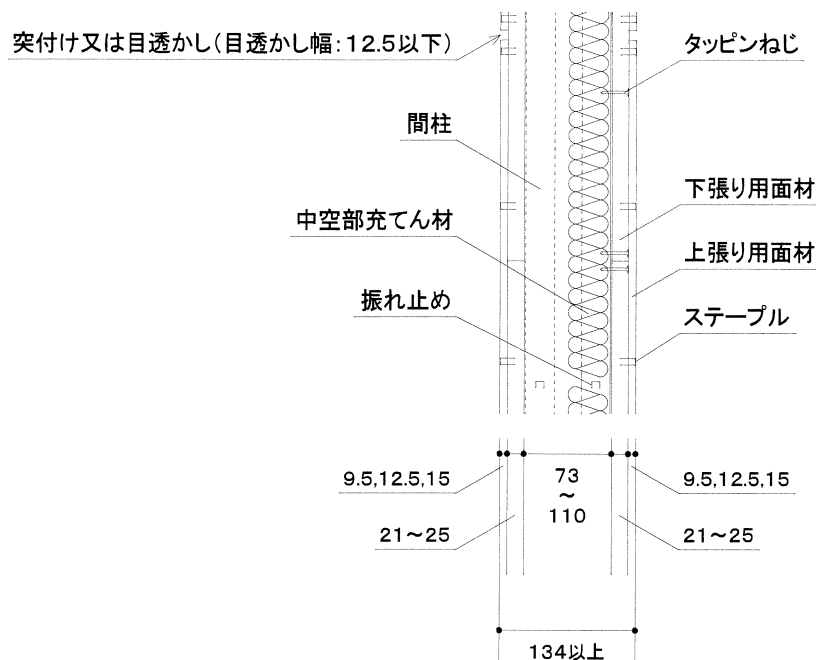 突付け又は目透かし(目透かし幅:12.5以下)
タッピンねじ
間柱
下張り用面材
中空部充てん材
上張り用面材
振れ止め
ステープル
9.5,12.5,15
73
～
110
9.5,12.5,15
21～25
21～25
134以上